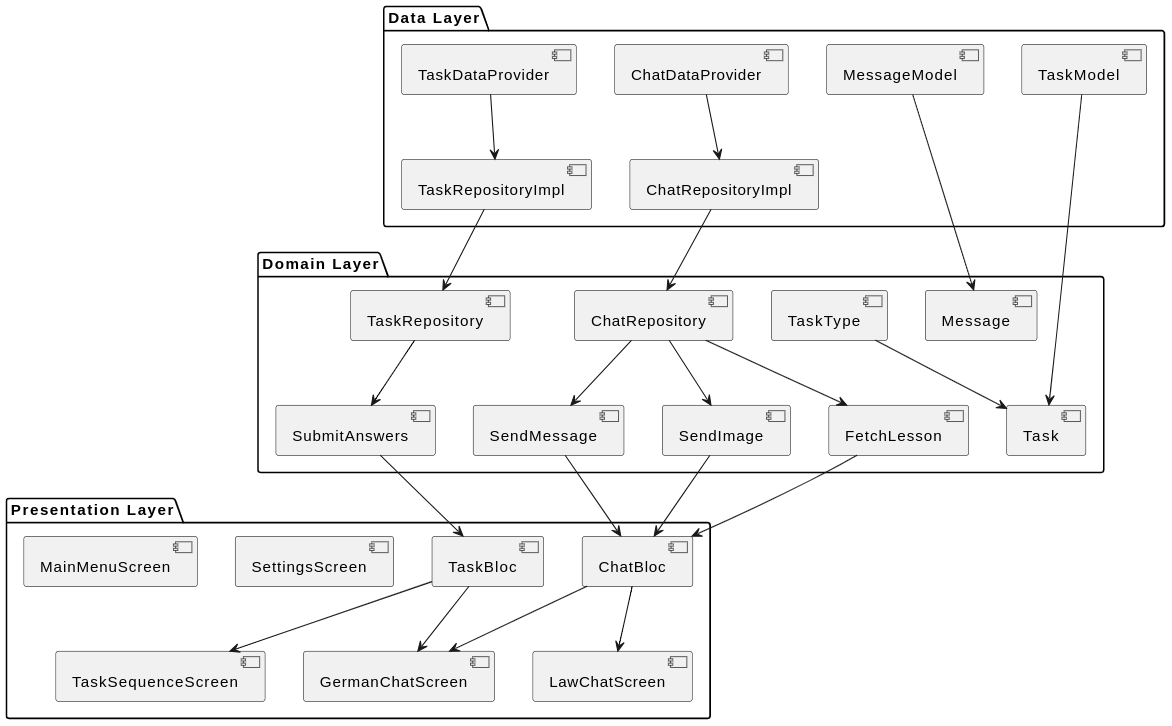 Data Layer
TaskDataProvider
ChatDataProvider
MessageModel
TaskModel
TaskRepositoryImpl
ChatRepositoryImpl
Domain Layer
TaskRepository
ChatRepository
TaskType
Message
SubmitAnswers
SendMessage
SendImage
FetchLesson
Task
Presentation Layer
MainMenuScreen
SettingsScreen
TaskBloc
ChatBloc
TaskSequenceScreen
GermanChatScreen
LawChatScreen